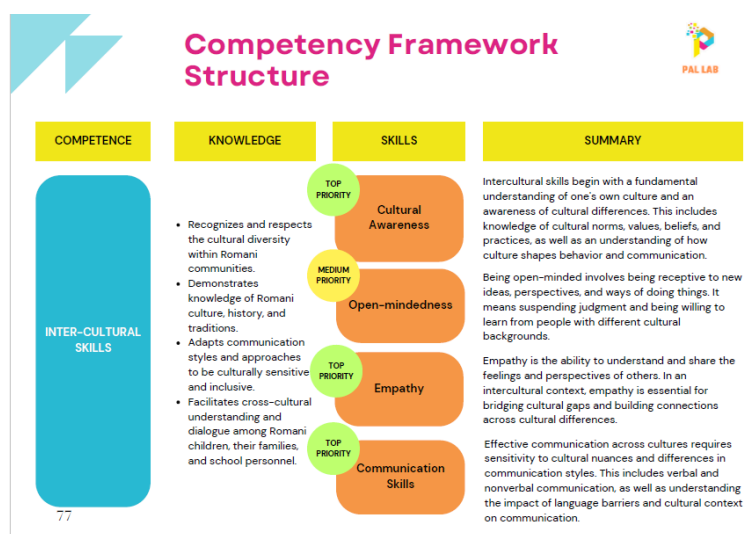 Competency Framework
Structure
PAL LAB
COMPETENCE
KNOWLEDGE
SKILLS
SUMMARY
INTER-CULTURAL
SKILLS
• Recognizes and respects
the cultural diversity
within Romani
communities.
• Demonstrates
knowledge of Romani
culture, history, and
traditions.
• Adapts communication
styles and approaches
to be culturally sensitive
and inclusive.
• Facilitates cross-cultural
understanding and
dialogue among Romani
children, their families,
and school personnel.
TOP
PRIORITY
Cultural
Awareness
Intercultural skills begin with a fundamental
understanding of one's own culture and an
awareness of cultural differences. This includes
knowledge of cultural norms, values, beliefs, and
practices, as well as an understanding of how
culture shapes behavior and communication.
MEDIUM
PRIORITY
Open-mindedness
Being open-minded involves being receptive to new
ideas, perspectives, and ways of doing things. It
means suspending judgment and being willing to
learn from people with different cultural
backgrounds.
TOP
PRIORITY
Empathy
Empathy is the ability to understand and share the
feelings and perspectives of others. In an
intercultural context, empathy is essential for
bridging cultural gaps and building connections
across cultural differences.
TOP
PRIORITY
Communication
Skills
Effective communication across cultures requires
sensitivity to cultural nuances and differences in
communication styles. This includes verbal and
nonverbal communication, as well as understanding
the impact of language barriers and cultural context
on communication.
77